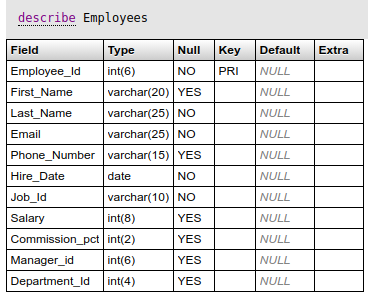 describe Employees
Field Type Null Key Default Extra
Employee_Id int(6) NO PRI NULL
First_Name varchar(20) YES NULL
Last_Name varchar(25) NO NULL
Email varchar(25) NO NULL
Phone_Number varchar(15) YES NULL
Hire_Date date NO NULL
Job_Id varchar(10) NO NULL
Salary int(8) YES NULL
Commission_pct int(2) YES NULL
Manager_id int(6) YES NULL
Department_Id int(4) YES NULL